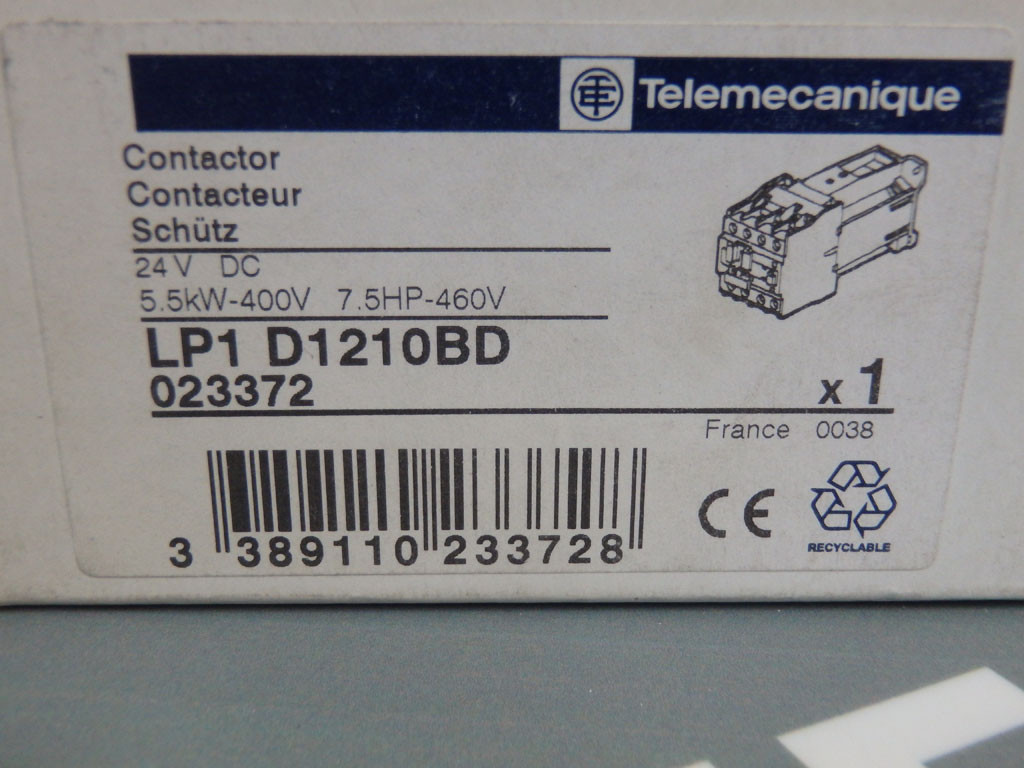 Telemecanique
Contactor
Contacteur
Schütz
24 V DC
5.5kW-400V 7.5HP-460V
LP1 D1210BD
023372
x 1
France 0038
3 389110 233728
CE
RECYCLABLE